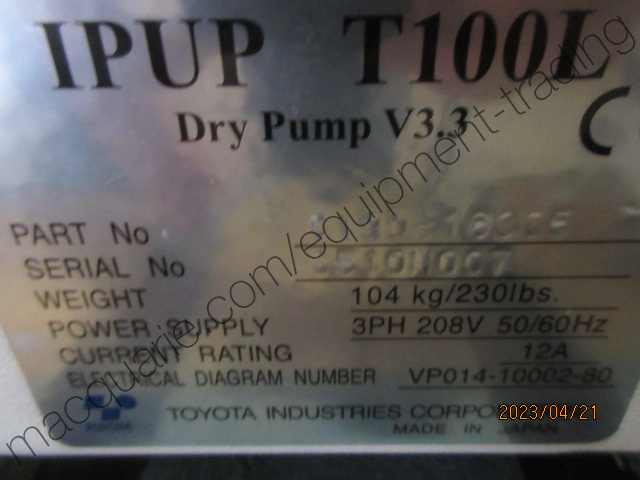 IPUP T100L
Dry Pump V3.3
PART No
SERIAL No
WEIGHT 104 kg/230lbs.
POWER SUPPLY 3PH 208V 50/60Hz
CURRENT RATING 12A
ELECTRICAL DIAGRAM NUMBER VP014-10002-80
TOYOTA TOYOTA INDUSTRIES CORPO
MADE IN JAPAN
2023/04/21
macquarie.com/equipment-trading